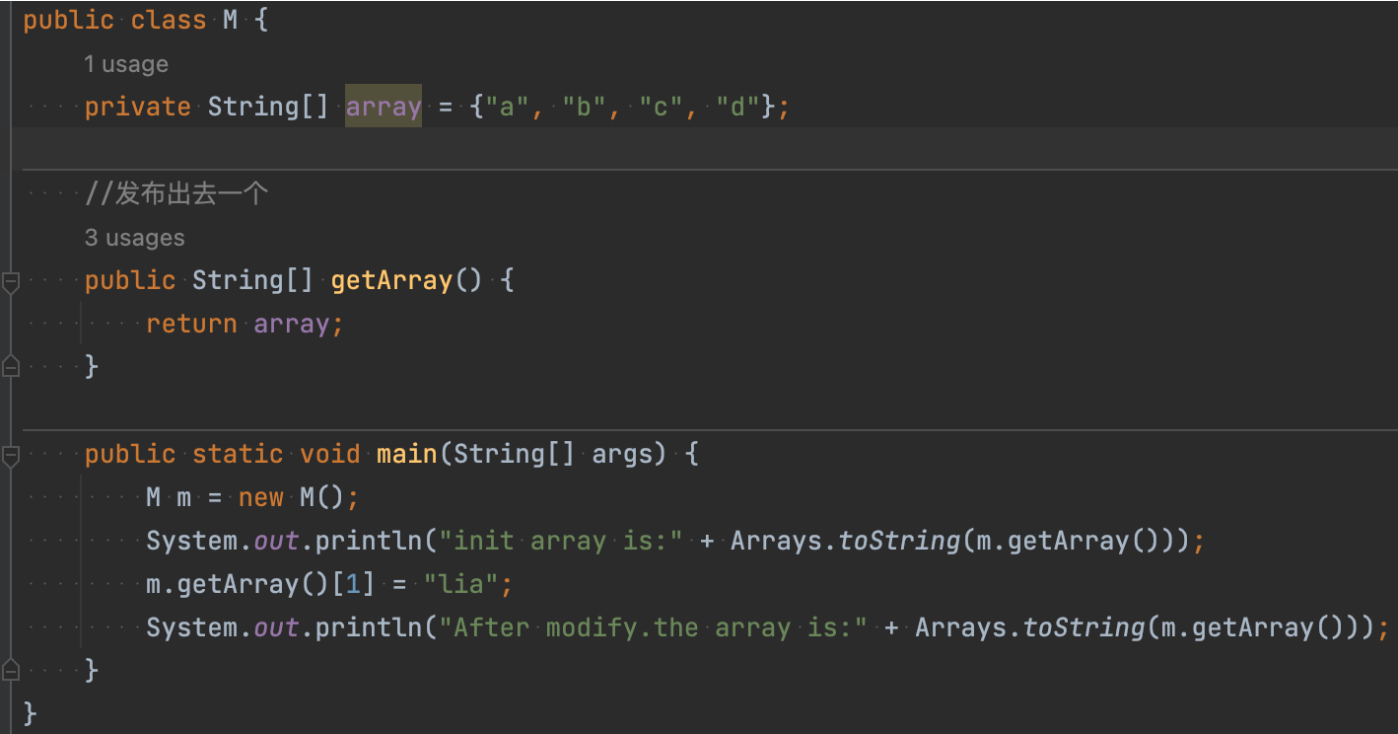 public class M {
1 usage
private String[] array = {"a", "b", "c", "d"};
//发布出去一个
3 usages
public String[] getArray() {
return array;
}
public static void main(String[] args) {
M m = new M();
System.out.println("init array is:" + Arrays.toString(m.getArray()));
m.getArray()[1] = "lia";
System.out.println("After modify.the array is:" + Arrays.toString(m.getArray()));
}
}